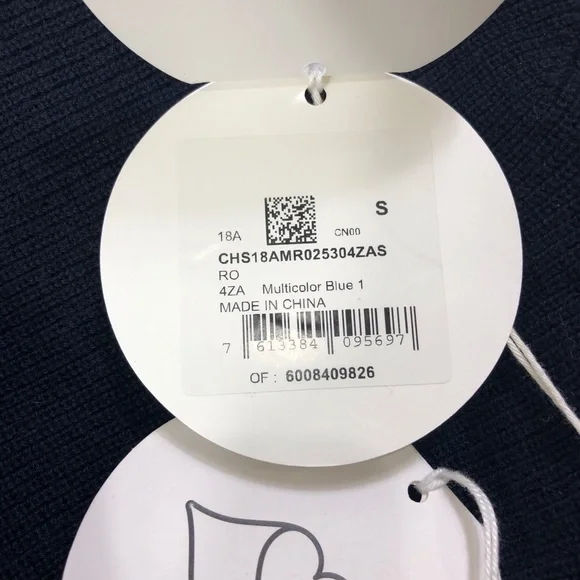 S
18A CN00
CHS18AMR025304ZAS
RO
4ZA Multicolor Blue 1
MADE IN CHINA
7 613384 095697
OF : 6008409826